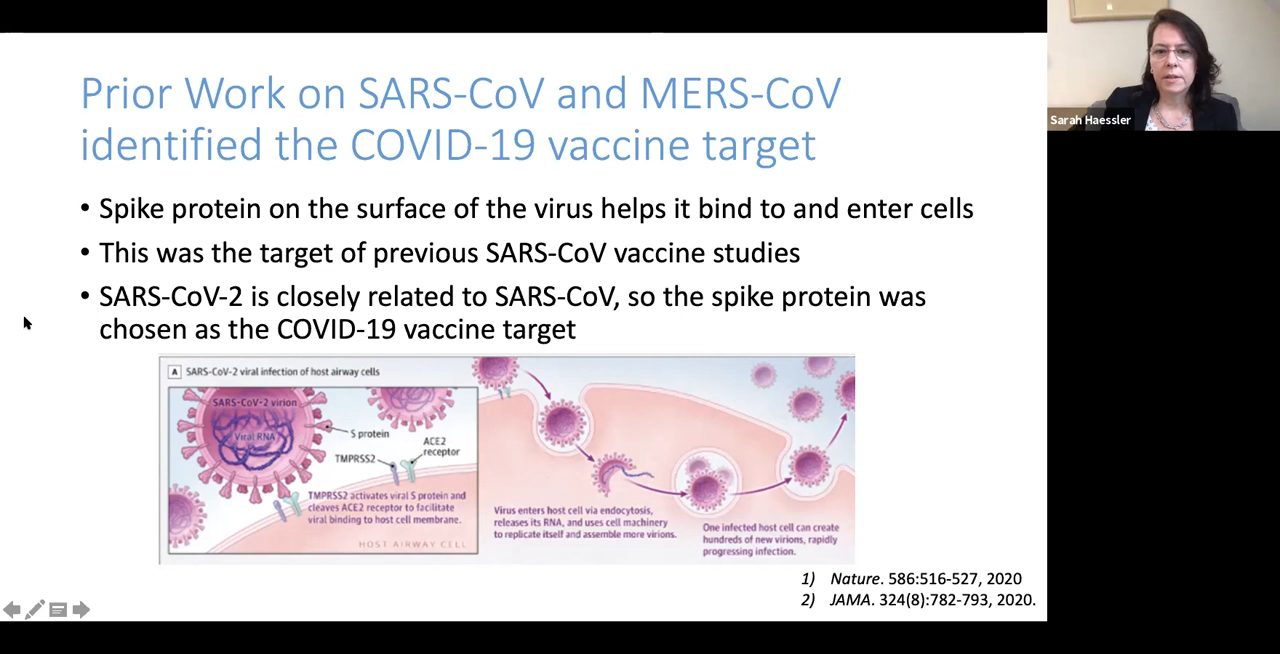 Prior Work on SARS-CoV and MERS-CoV
identified the COVID-19 vaccine target
Sarah Haessler
• Spike protein on the surface of the virus helps it bind to and enter cells
• This was the target of previous SARS-CoV vaccine studies
• SARS-CoV-2 is closely related to SARS-CoV, so the spike protein was
chosen as the COVID-19 vaccine target
A SARS-CoV-2 viral infection of host airway cells
SARS-CoV-2 virion
Viral RNA
S protein
ACE2
receptor
TMPRSS2
TMPRSS2 activates viral S protein and
cleaves ACE2 receptor to facilitate
viral binding to host cell membrane.
HOST AIRWAY CELL
Virus enters host cell via endocytosis,
releases its RNA, and uses cell machinery
to replicate itself and assemble more virions.
One infected host cell can create
hundreds of new virions, rapidly
progressing infection.
1) Nature. 586:516-527, 2020
2) JAMA. 324(8):782-793, 2020.